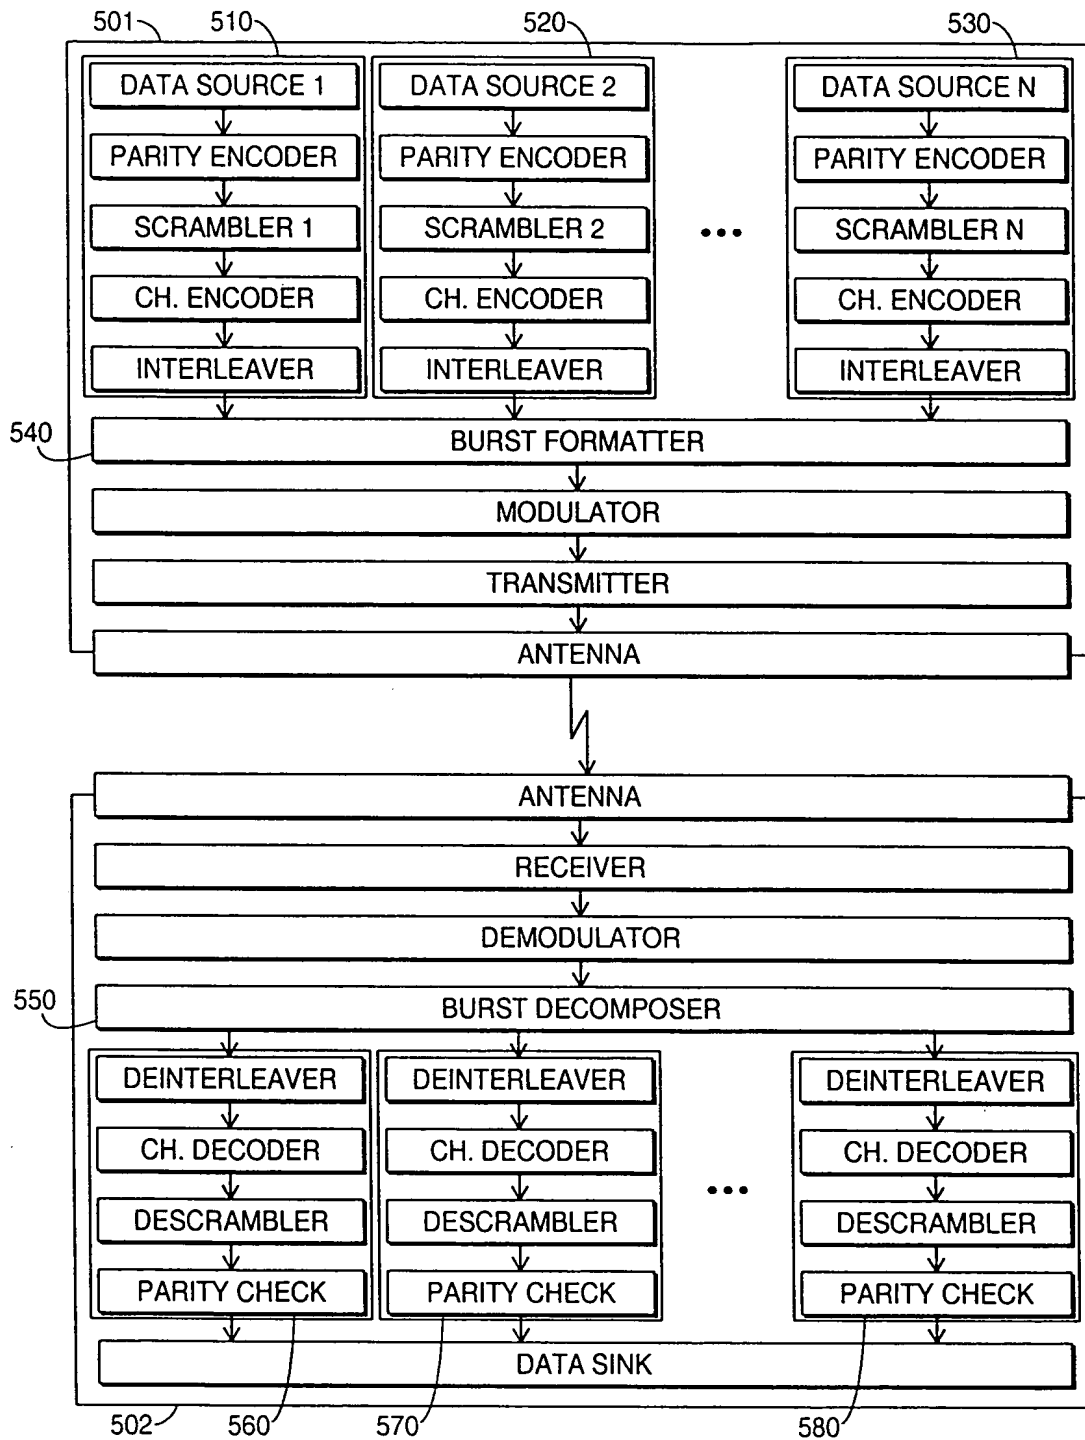 501
510
520
530
DATA SOURCE 1
DATA SOURCE 2
DATA SOURCE N
PARITY ENCODER
PARITY ENCODER
PARITY ENCODER
SCRAMBLER 1
SCRAMBLER 2
•••
SCRAMBLER N
CH. ENCODER
CH. ENCODER
CH. ENCODER
INTERLEAVER
INTERLEAVER
INTERLEAVER
540
BURST FORMATTER
MODULATOR
TRANSMITTER
ANTENNA
ANTENNA
RECEIVER
DEMODULATOR
550
BURST DECOMPOSER
DEINTERLEAVER
DEINTERLEAVER
DEINTERLEAVER
CH. DECODER
CH. DECODER
CH. DECODER
•••
DESCRAMBLER
DESCRAMBLER
DESCRAMBLER
PARITY CHECK
PARITY CHECK
PARITY CHECK
DATA SINK
502
560
570
580